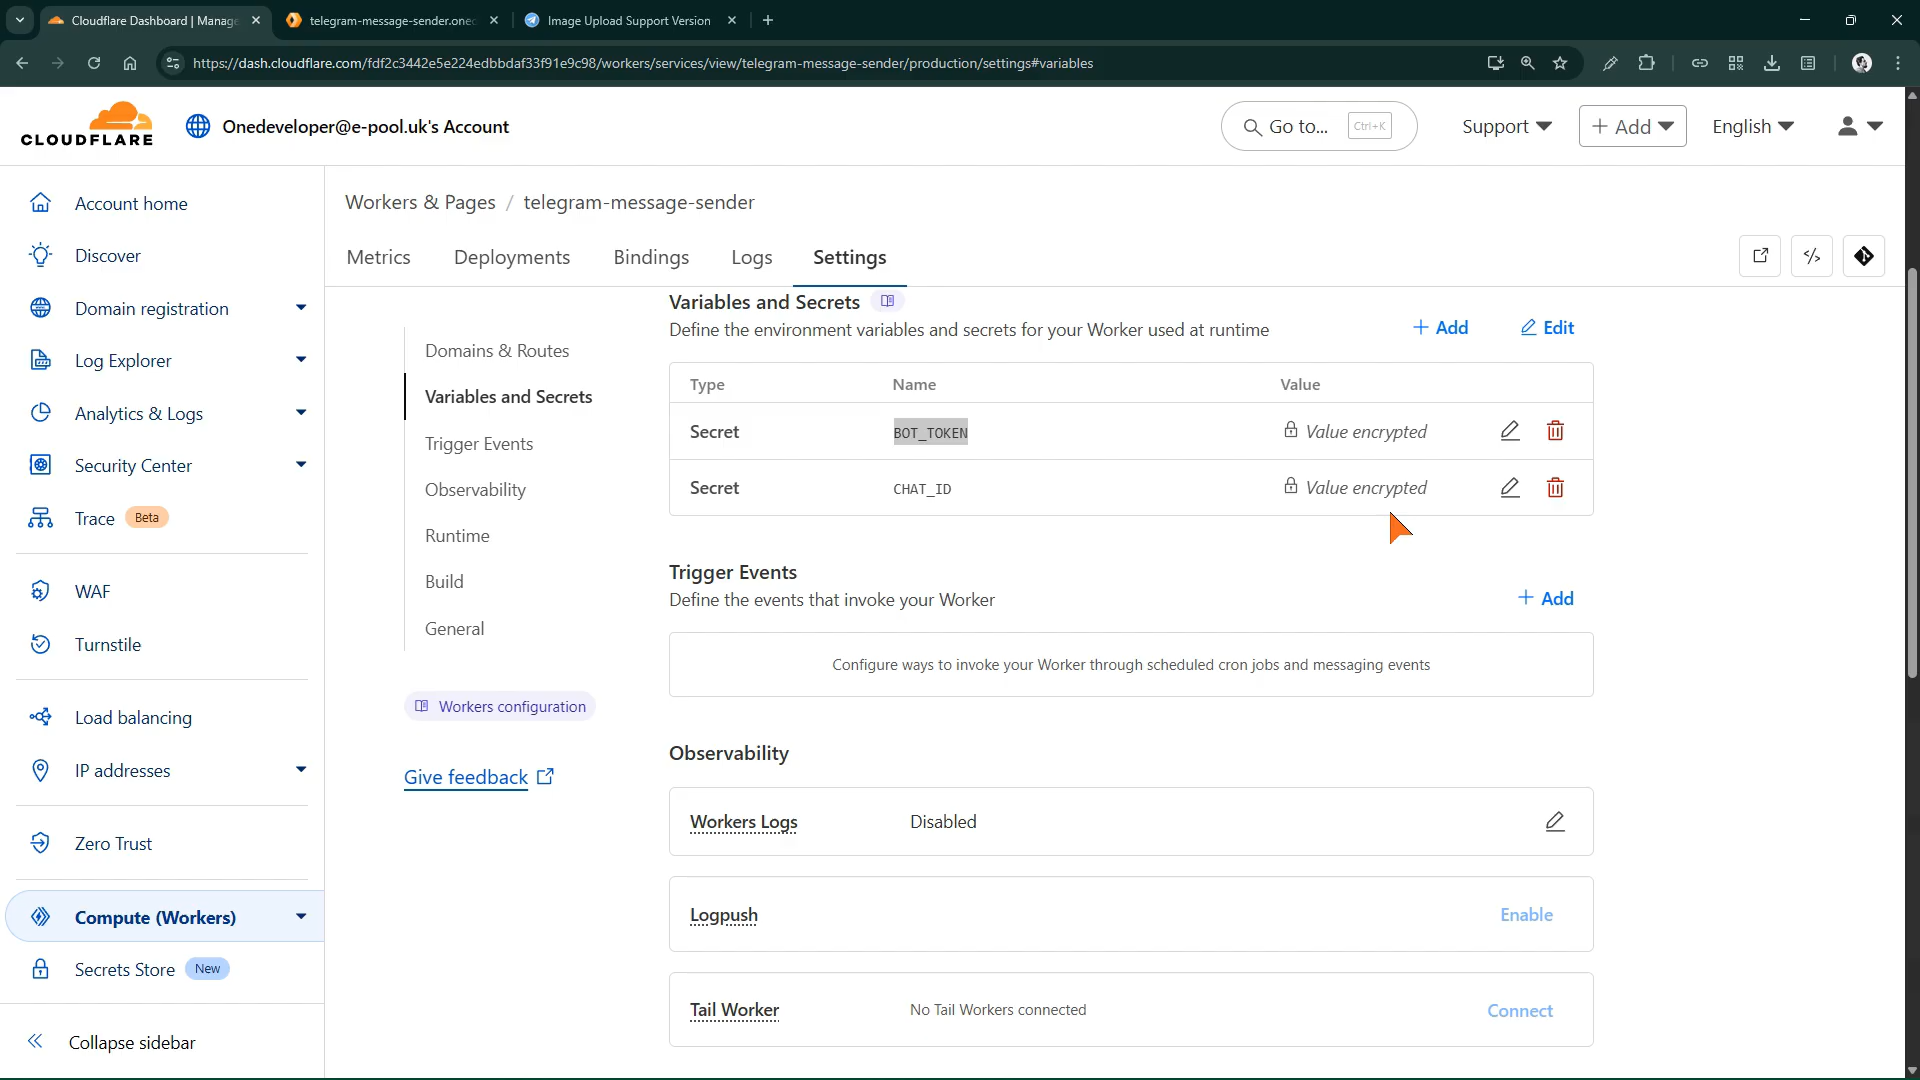 Cloudflare Dashboard | Manage
telegram-message-sender.one
Image Upload Support Version
https://dash.cloudflare.com/fdf2c3442e5e224edbbdaf33f91e9c98/workers/services/view/telegram-message-sender/production/settings#variables
CLOUDFLARE
Onedeveloper@e-pool.uk's Account
Go to... Ctrl+K
Support
+ Add
English
Account home
Discover
Domain registration
Log Explorer
Analytics & Logs
Security Center
Trace Beta
WAF
Turnstile
Load balancing
IP addresses
Zero Trust
Compute (Workers)
Secrets Store New
Collapse sidebar
Workers & Pages / telegram-message-sender
Metrics Deployments Bindings Logs Settings
Domains & Routes
Variables and Secrets
Trigger Events
Observability
Runtime
Build
General
Workers configuration
Give feedback
Variables and Secrets
Define the environment variables and secrets for your Worker used at runtime
+ Add
Edit
Type Name Value
Secret BOT_TOKEN Value encrypted
Secret CHAT_ID Value encrypted
Trigger Events
Define the events that invoke your Worker
+ Add
Configure ways to invoke your Worker through scheduled cron jobs and messaging events
Observability
Workers Logs Disabled
Logpush Enable
Tail Worker No Tail Workers connected Connect